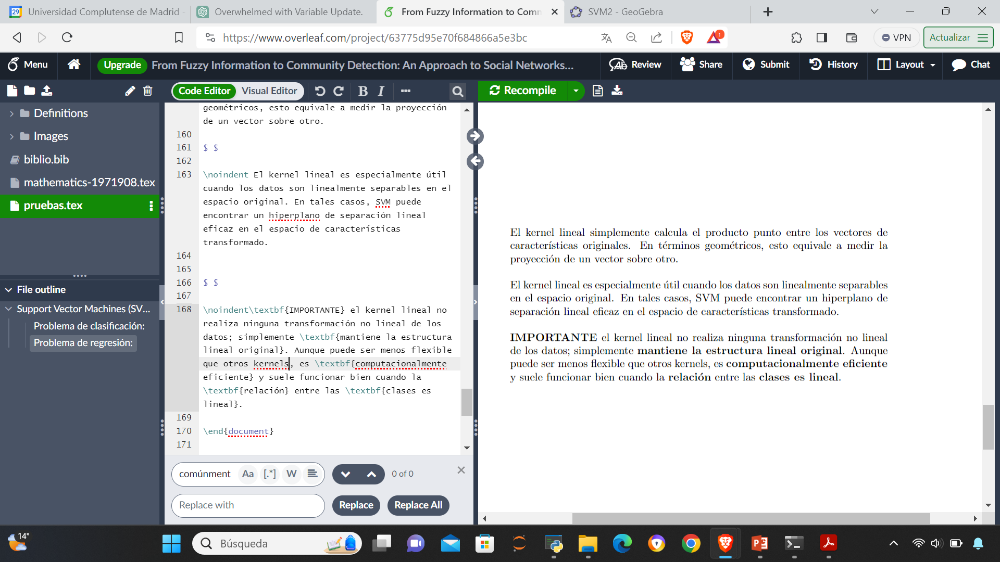 29 Universidad Complutense de Madrid -
Overwhelmed with Variable Update.
From Fuzzy Information to Comm
SVM2 - GeoGebra
https://www.overleaf.com/project/63775d95e70f684866a5e3bc
1
VPN
Actualizar
Menu
Upgrade
From Fuzzy Information to Community Detection: An Approach to Social Networks...
Review
Share
Submit
History
Layout
Chat
Code Editor
Visual Editor
B I
Recompile
Definitions
Images
biblio.bib
mathematics-1971908.tex
pruebas.tex
File outline
Support Vector Machines (SV...
Problema de clasificación:
Problema de regresión:
geométricos, esto equivale a medir la proyección
de un vector sobre otro.
160
161 $ $
162
163 \noindent El kernel lineal es especialmente útil
cuando los datos son linealmente separables en el
espacio original. En tales casos, SVM puede
encontrar un hiperplano de separación lineal
eficaz en el espacio de características
transformado.
164
165
166 $ $
167
168 \noindent\textbf{IMPORTANTE} el kernel lineal no
realiza ninguna transformación no lineal de los
datos; simplemente \textbf{mantiene la estructura
lineal original}. Aunque puede ser menos flexible
que otros kernels, es \textbf{computacionalmente
eficiente} y suele funcionar bien cuando la
\textbf{relación} entre las \textbf{clases es
lineal}.
169
170 \end{document}
171
comúnment
Aa [.*] W
0 of 0
Replace with
Replace
Replace All
El kernel lineal simplemente calcula el producto punto entre los vectores de
características originales. En términos geométricos, esto equivale a medir la
proyección de un vector sobre otro.
El kernel lineal es especialmente útil cuando los datos son linealmente separables
en el espacio original. En tales casos, SVM puede encontrar un hiperplano de
separación lineal eficaz en el espacio de características transformado.
IMPORTANTE el kernel lineal no realiza ninguna transformación no lineal
de los datos; simplemente mantiene la estructura lineal original. Aunque
puede ser menos flexible que otros kernels, es computacionalmente eficiente
y suele funcionar bien cuando la relación entre las clases es lineal.
14°
Búsqueda